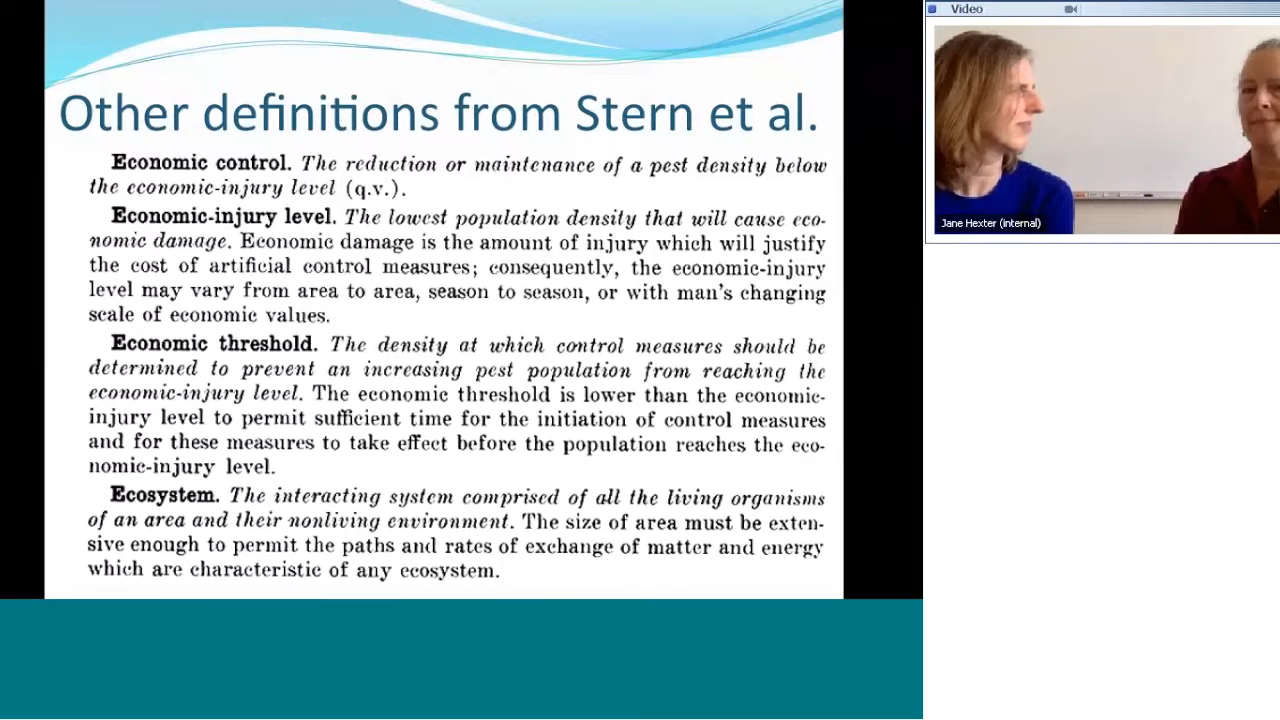 Other definitions from Stern et al.
Economic control. The reduction or maintenance of a pest density below
the economic-injury level (q.v.).
Economic-injury level. The lowest population density that will cause eco-
nomic damage. Economic damage is the amount of injury which will justify
the cost of artificial control measures; consequently, the economic-injury
level may vary from area to area, season to season, or with man's changing
scale of economic values.
Economic threshold. The density at which control measures should be
determined to prevent an increasing pest population from reaching the
economic-injury level. The economic threshold is lower than the economic-
injury level to permit sufficient time for the initiation of control measures
and for these measures to take effect before the population reaches the eco-
nomic-injury level.
Ecosystem. The interacting system comprised of all the living organisms
of an area and their nonliving environment. The size of area must be exten-
sive enough to permit the paths and rates of exchange of matter and energy
which are characteristic of any ecosystem.
Video
Jane Hexter (internal)